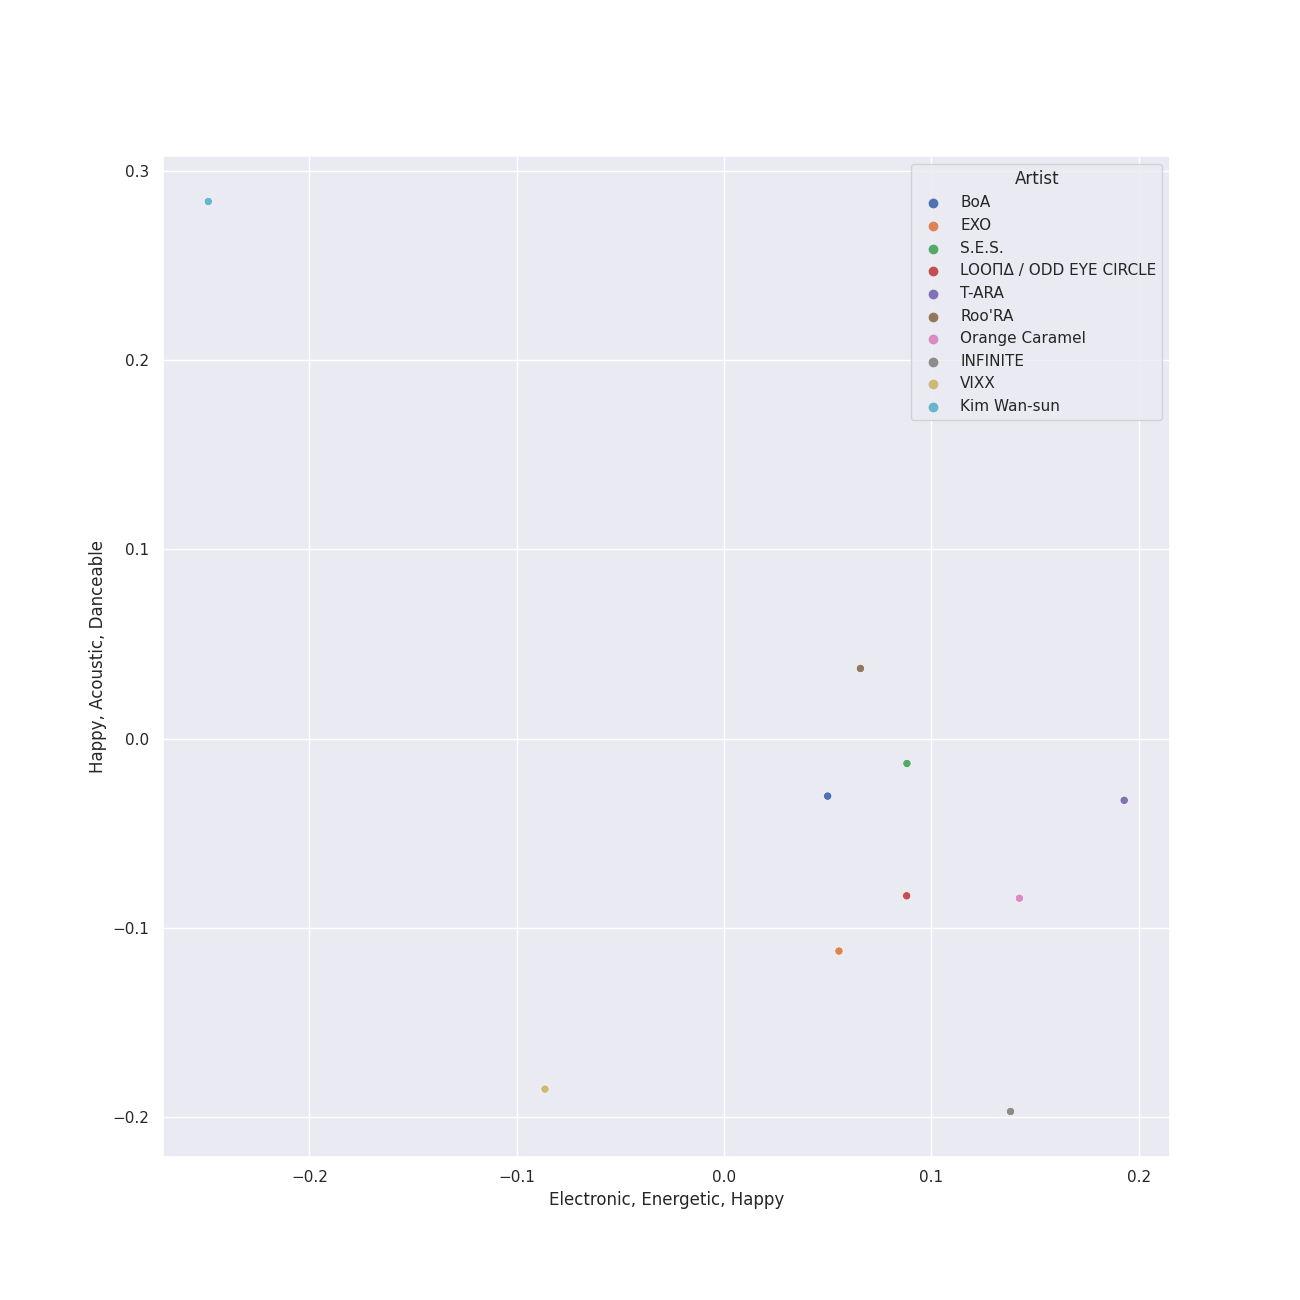 Artist
BoA
EXO
S.E.S.
LOOΠΔ / ODD EYE CIRCLE
T-ARA
Roo'RA
Orange Caramel
INFINITE
VIXX
Kim Wan-sun
0.3
0.2
0.1
0.0
−0.1
−0.2
Happy, Acoustic, Danceable
−0.2 −0.1 0.0 0.1 0.2
Electronic, Energetic, Happy